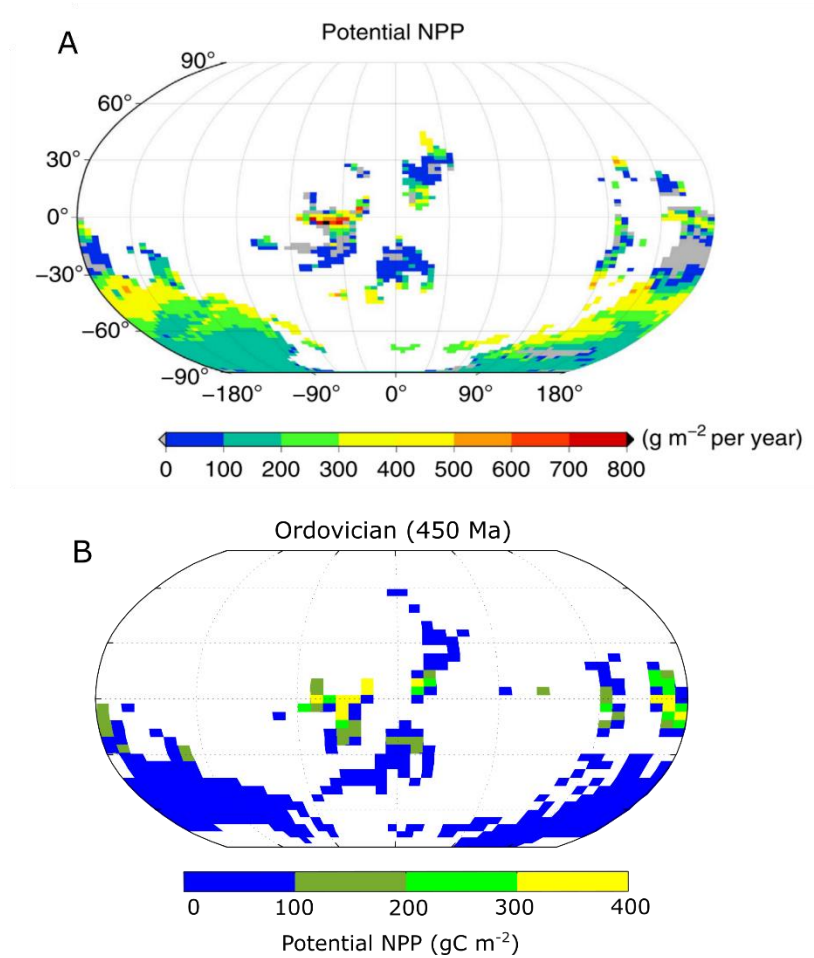 A
Potential NPP
90°
60°
30°
0°
−30°
−60°
−90°
−180° −90° 0° 90° 180°
(g m−2 per year)
0 100 200 300 400 500 600 700 800
B
Ordovician (450 Ma)
0 100 200 300 400
Potential NPP (gC m-2)